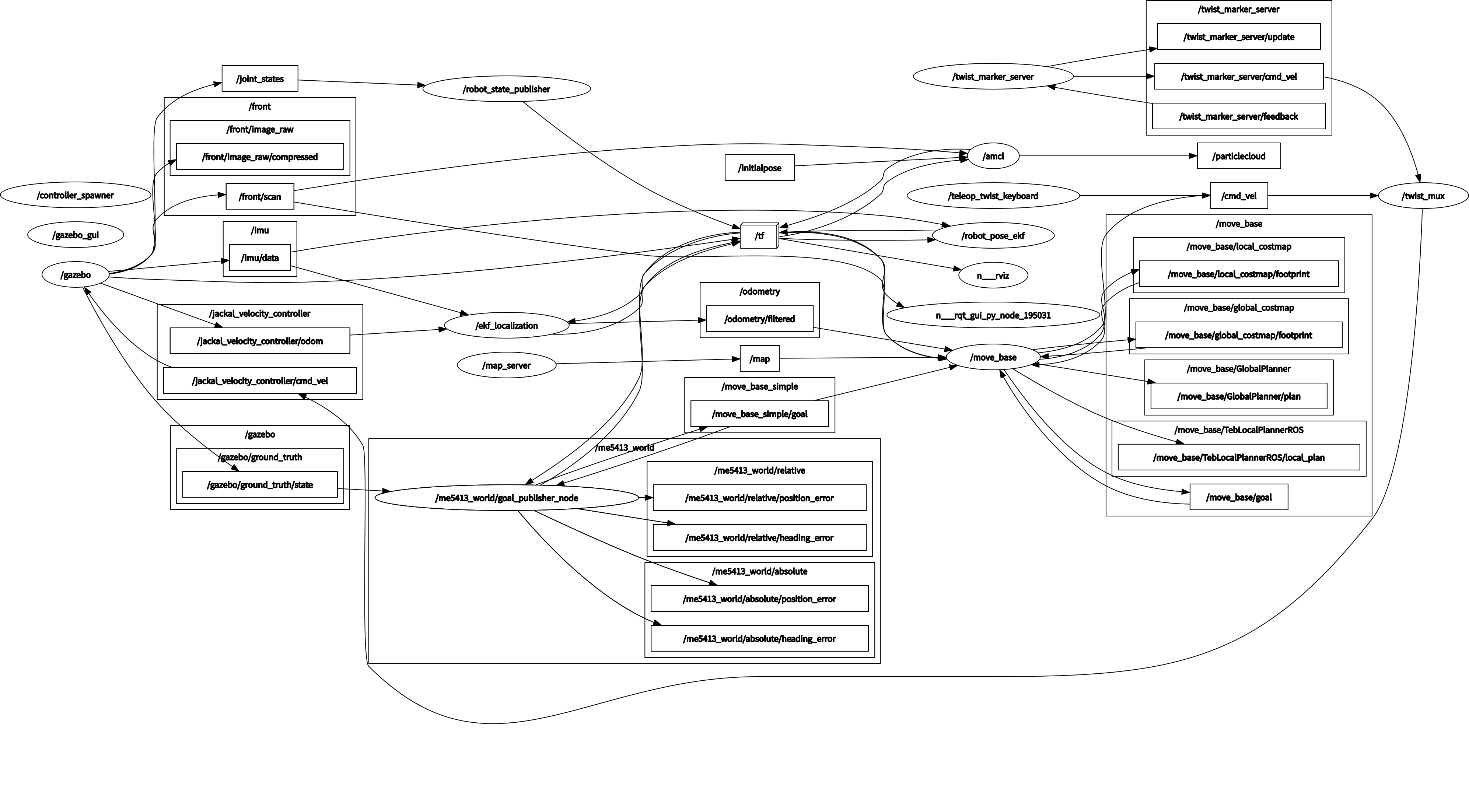 /twist_marker_server
/twist_marker_server/update
/joint_states
/twist_marker_server
/twist_marker_server/cmd_vel
/robot_state_publisher
/front
/twist_marker_server/feedback
/front/image_raw
/front/image_raw/compressed
/initialpose
/amcl
/particlecloud
/controller_spawner
/front/scan
/teleop_twist_keyboard
/cmd_vel
/twist_mux
/move_base
/gazebo_gui
/imu
/tf
/robot_pose_ekf
/move_base/local_costmap
/imu/data
/gazebo
n___rviz
/move_base/local_costmap/footprint
/odometry
/move_base/global_costmap
/jackal_velocity_controller
/odometry/filtered
n___rqt_gui_py_node_195031
/ekf_localization
/jackal_velocity_controller/odom
/move_base/global_costmap/footprint
/map_server
/map
/move_base
/move_base/GlobalPlanner
/jackal_velocity_controller/cmd_vel
/move_base_simple
/move_base/GlobalPlanner/plan
/move_base_simple/goal
/move_base/TebLocalPlannerROS
/gazebo
/me5413_world
/gazebo/ground_truth
/move_base/TebLocalPlannerROS/local_plan
/me5413_world/relative
/gazebo/ground_truth/state
/me5413_world/goal_publisher_node
/me5413_world/relative/position_error
/move_base/goal
/me5413_world/relative/heading_error
/me5413_world/absolute
/me5413_world/absolute/position_error
/me5413_world/absolute/heading_error